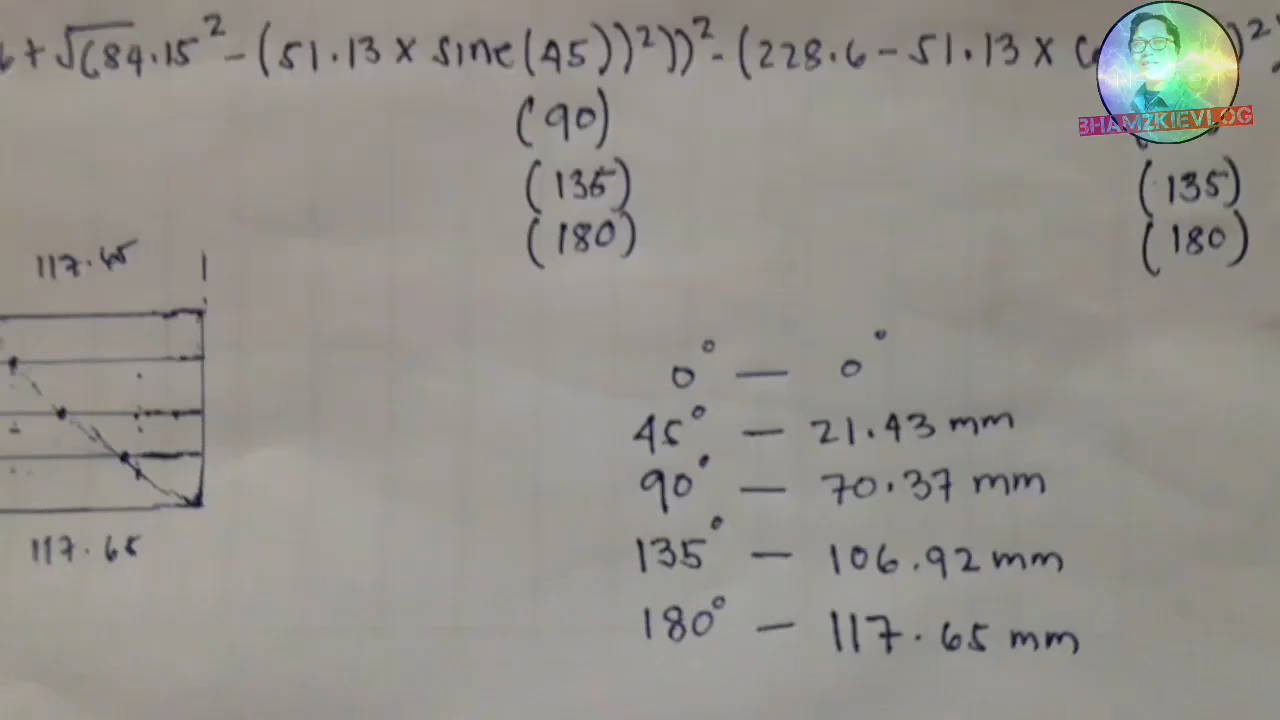 6 + √(84.15² - (51.13 x sine(45))²))² - (228.6 - 51.13 x )²
(90)
(135)
(135)
(180)
(180)
117.65
0° — 0°
45° — 21.43 mm
90° — 70.37 mm
135° — 106.92 mm
117.65
180° — 117.65 mm
BHAMZKIEVLOG